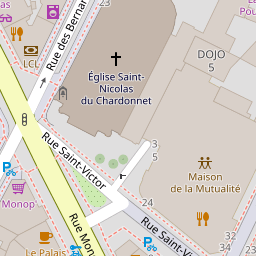 Rue des Bernar
LCL
DOJO
5
Église Saint-
Nicolas
du Chardonnet
Rue Saint-Victor
3
5
Maison
de la Mutualité
Monop
24
24
23
Rue Saint-V
Rue Mon
Le Palais
32
34